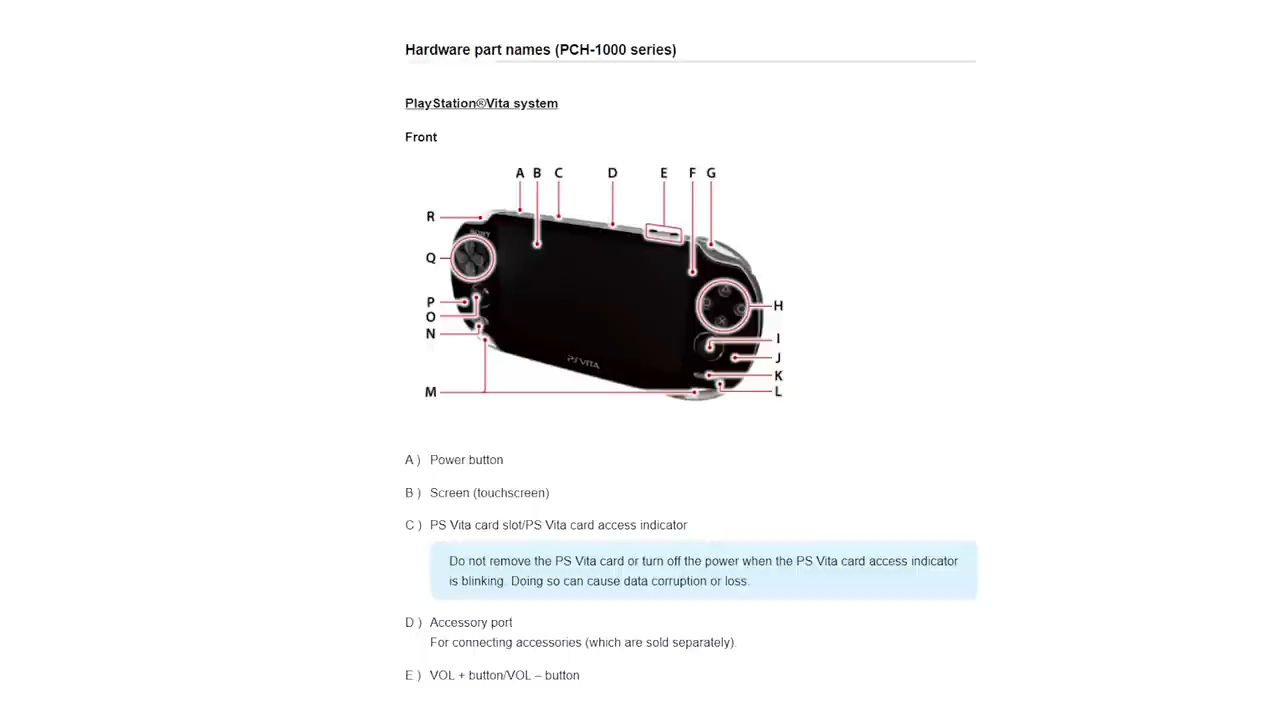 Hardware part names (PCH-1000 series)
PlayStation®Vita system
Front
A B C D E F G
R
SONY
Q
P
H
O
N
I
J
PSVITA
K
M
L
A ) Power button
B ) Screen (touchscreen)
C ) PS Vita card slot/PS Vita card access indicator
Do not remove the PS Vita card or turn off the power when the PS Vita card access indicator
is blinking. Doing so can cause data corruption or loss.
D ) Accessory port
For connecting accessories (which are sold separately).
E ) VOL + button/VOL – button